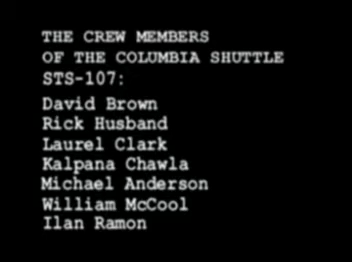 THE CREW MEMBERS
OF THE COLUMBIA SHUTTLE
STS-107:
David Brown
Rick Husband
Laurel Clark
Kalpana Chawla
Michael Anderson
William McCool
Ilan Ramon